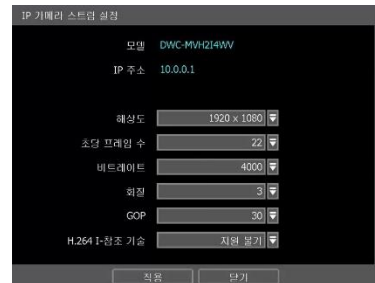 IP 카메라 스트림 설정
모델 DWC-MVH2I4WV
IP 주소 10.0.0.1
해상도 1920 x 1080
초당 프레임 수 22
비트레이트 4000
화질 3
GOP 30
H.264 I-참조 기술 지원 불가
적용 닫기